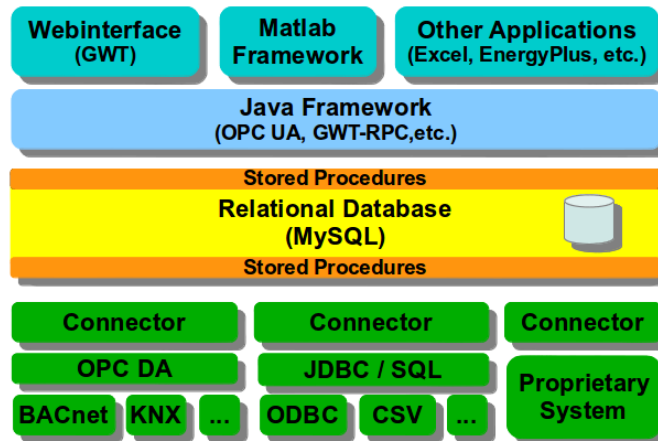 Webinterface
(GWT)
Matlab
Framework
Other Applications
(Excel, EnergyPlus, etc.)
Java Framework
(OPC UA, GWT-RPC,etc.)
Stored Procedures
Relational Database
(MySQL)
Stored Procedures
Connector
Connector
Connector
OPC DA
JDBC / SQL
Proprietary
System
BACnet
KNX
...
ODBC
CSV
...